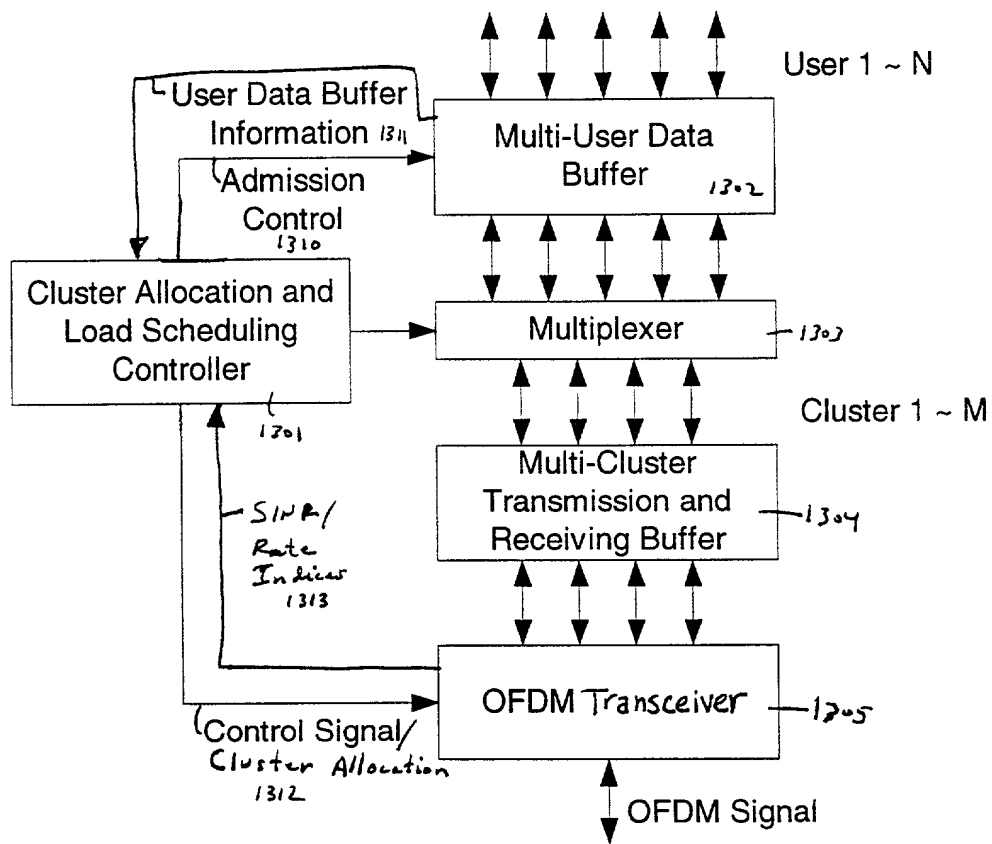 User 1 ~ N
User Data Buffer
Information 1311
Multi-User Data
Buffer
1302
Admission
Control
1310
Cluster Allocation and
Load Scheduling
Controller
1301
Multiplexer
1303
Cluster 1 ~ M
Multi-Cluster
Transmission and
Receiving Buffer
1304
SINR/
Rate
Indices
1313
OFDM Transceiver
1305
Control Signal/
Cluster Allocation
1312
OFDM Signal